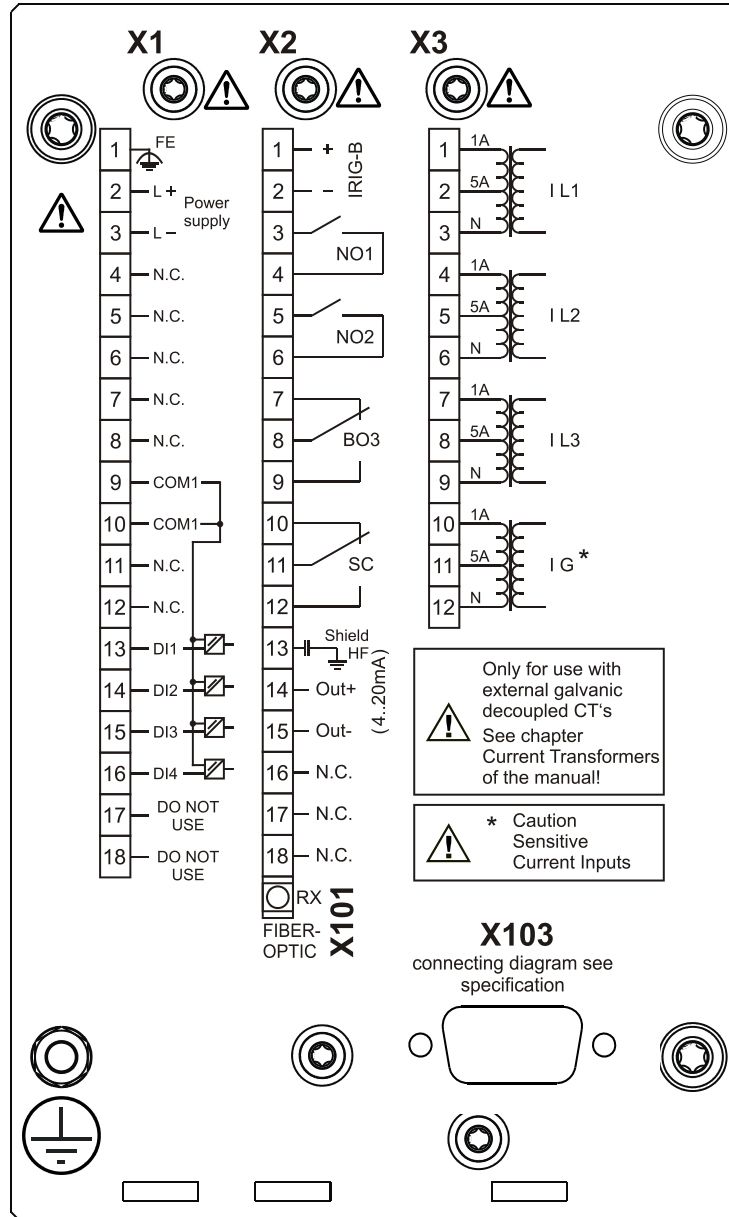 X1
X2
X3
1
FE
2
L+
3
L–
Power
supply
4
N.C.
5
N.C.
6
N.C.
7
N.C.
8
N.C.
9
COM1
10
COM1
11
N.C.
12
N.C.
13
DI1
14
DI2
15
DI3
16
DI4
17
DO NOT
USE
18
DO NOT
USE
1
+
2
–
IRIG-B
3
4
NO1
5
6
NO2
7
8
BO3
9
10
11
SC
12
13
Shield
HF
14
Out+
15
Out-
(4..20mA)
16
N.C.
17
N.C.
18
N.C.
RX
FIBER-
OPTIC
X101
1
1A
2
5A
IL1
3
N
4
1A
5
5A
IL2
6
N
7
1A
8
5A
IL3
9
N
10
1A
11
5A
IG*
12
N
Only for use with
external galvanic
decoupled CT's
See chapter
Current Transformers
of the manual!
* Caution
Sensitive
Current Inputs
X103
connecting diagram see
specification